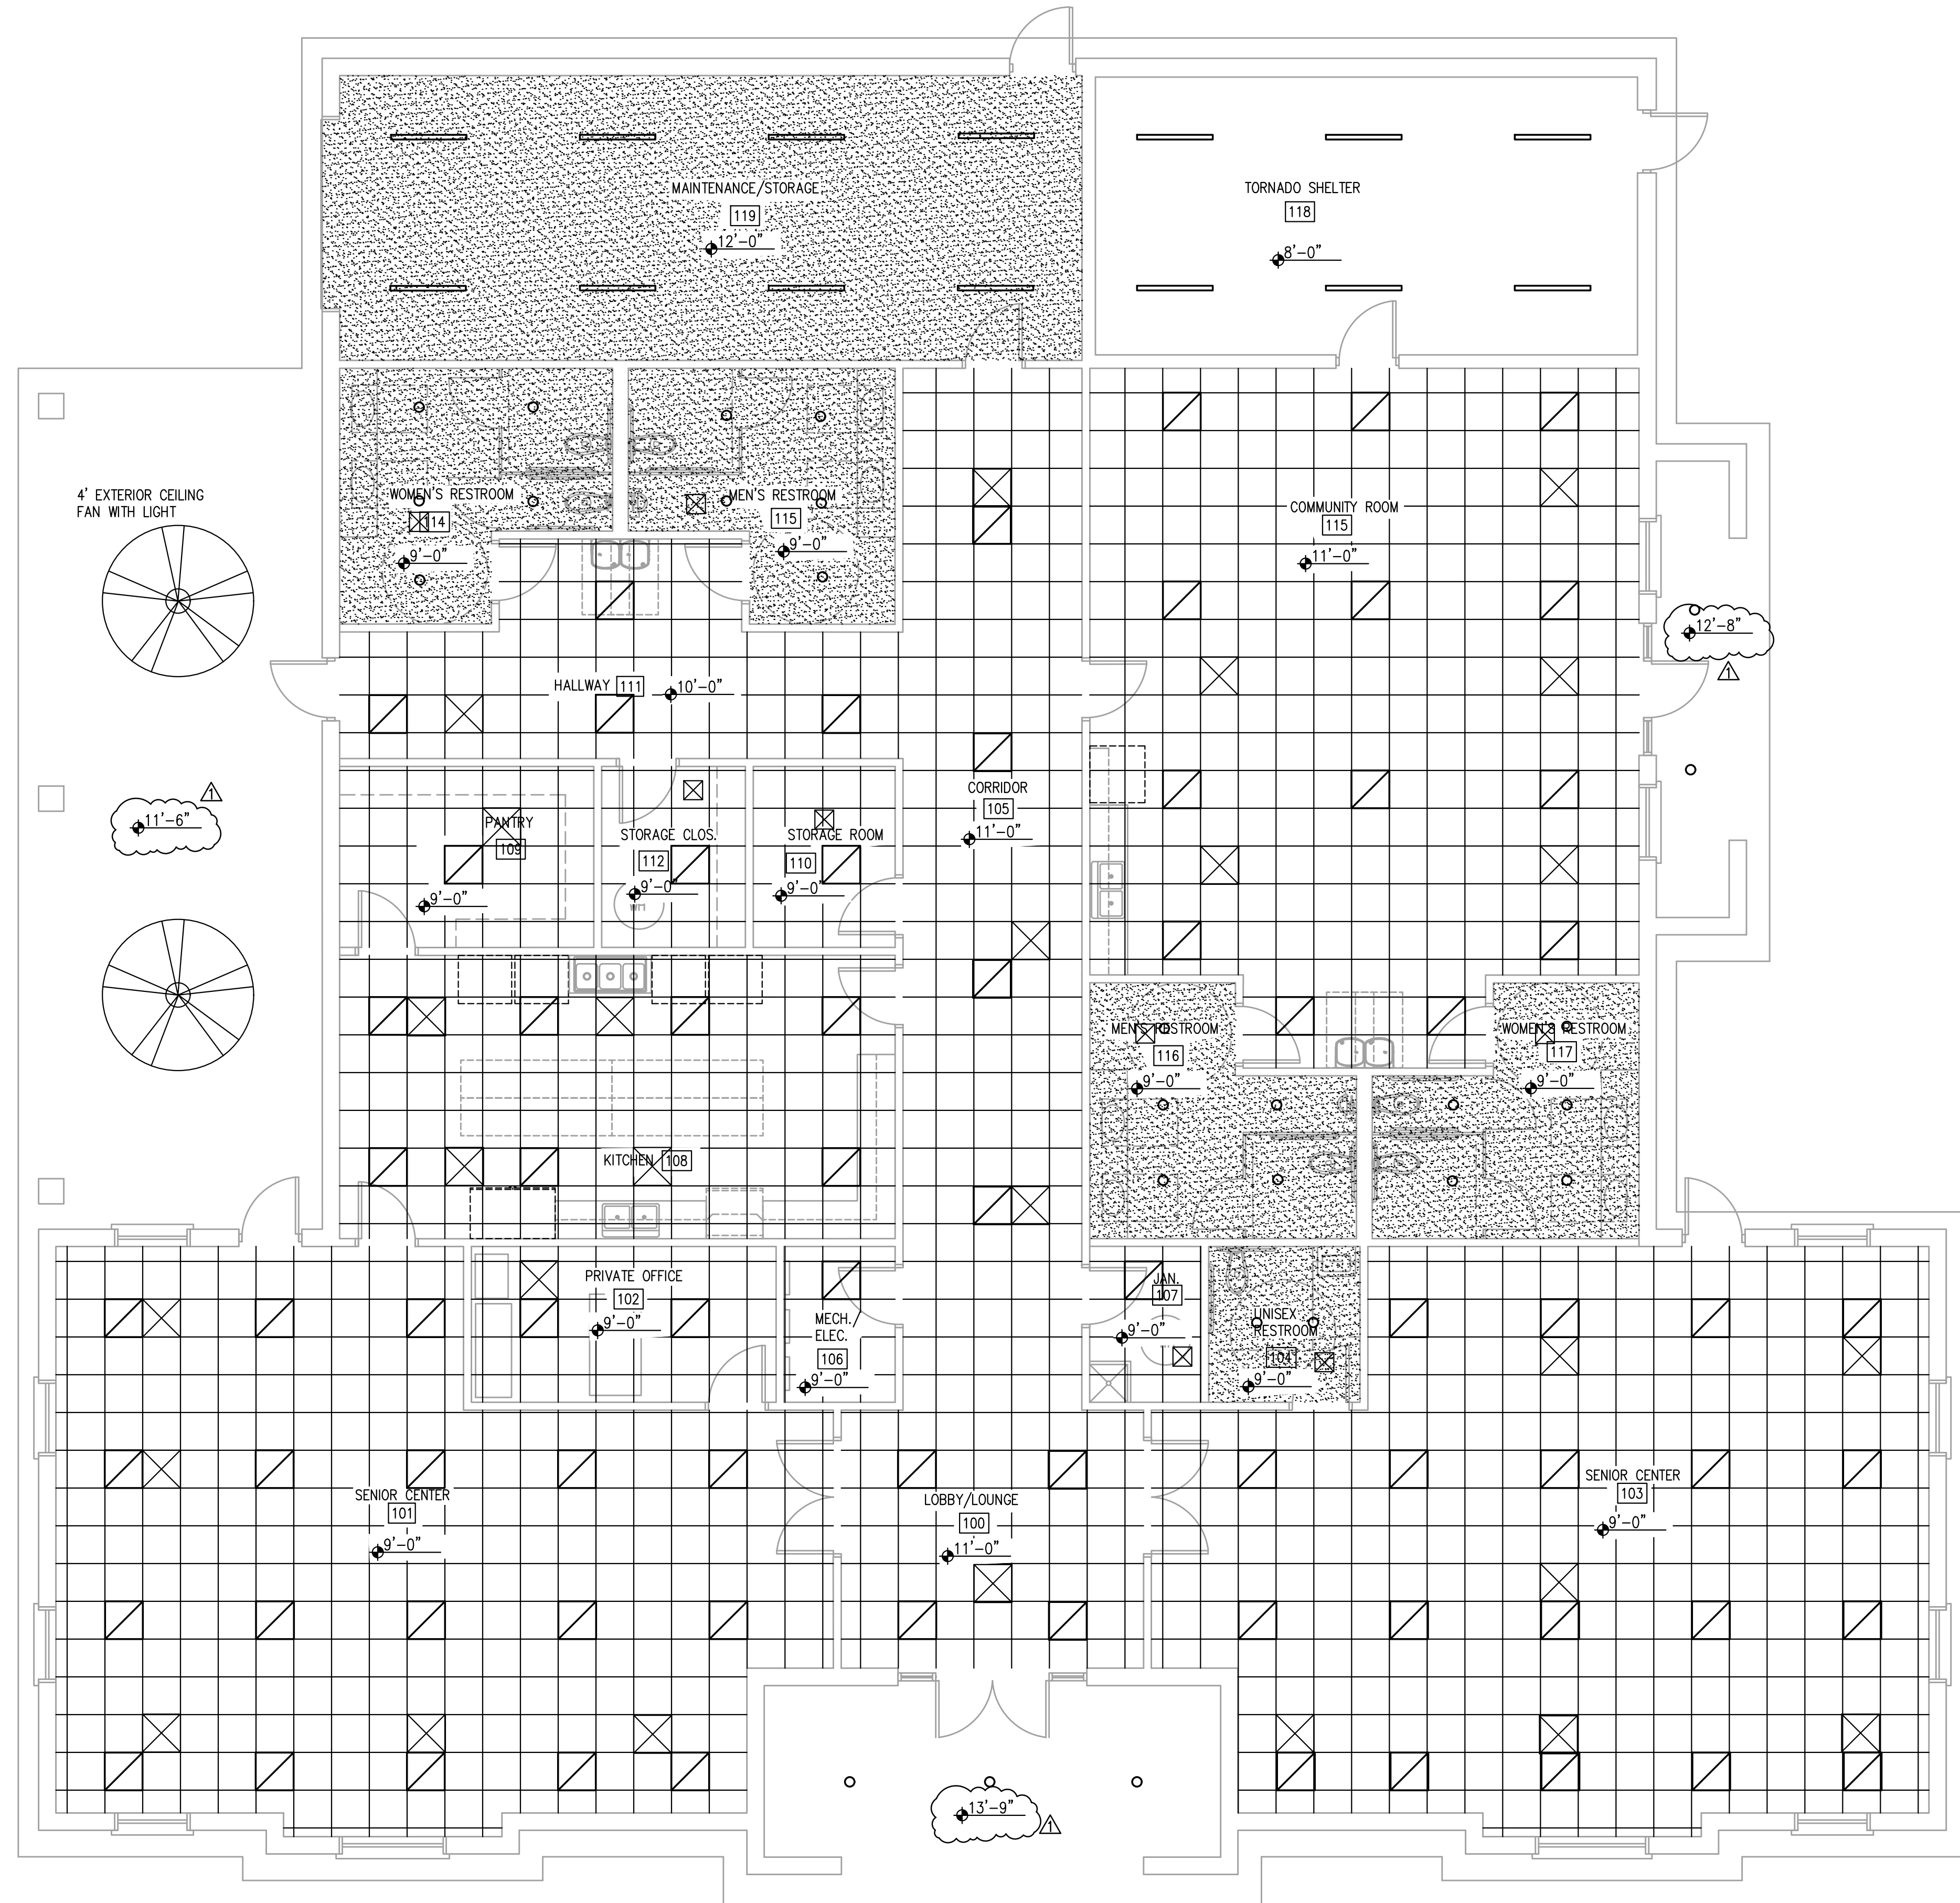 MAINTENANCE/STORAGE
119
12'-0"
TORNADO SHELTER
118
8'-0"
4' EXTERIOR CEILING
FAN WITH LIGHT
WOMEN'S RESTROOM
114
9'-0"
MEN'S RESTROOM
115
9'-0"
COMMUNITY ROOM
115
11'-0"
12'-8"
1
HALLWAY 111 10'-0"
11'-6"
1
PANTRY
109
9'-0"
STORAGE CLOS.
112
9'-0"
WH
STORAGE ROOM
110
9'-0"
CORRIDOR
105
11'-0"
MEN'S RESTROOM
116
9'-0"
WOMEN'S RESTROOM
117
9'-0"
KITCHEN 108
PRIVATE OFFICE
102
9'-0"
MECH./
ELEC.
106
9'-0"
JAN.
107
9'-0"
UNISEX
RESTROOM
104
9'-0"
SENIOR CENTER
101
9'-0"
LOBBY/LOUNGE
100
11'-0"
SENIOR CENTER
103
9'-0"
13'-9"
1